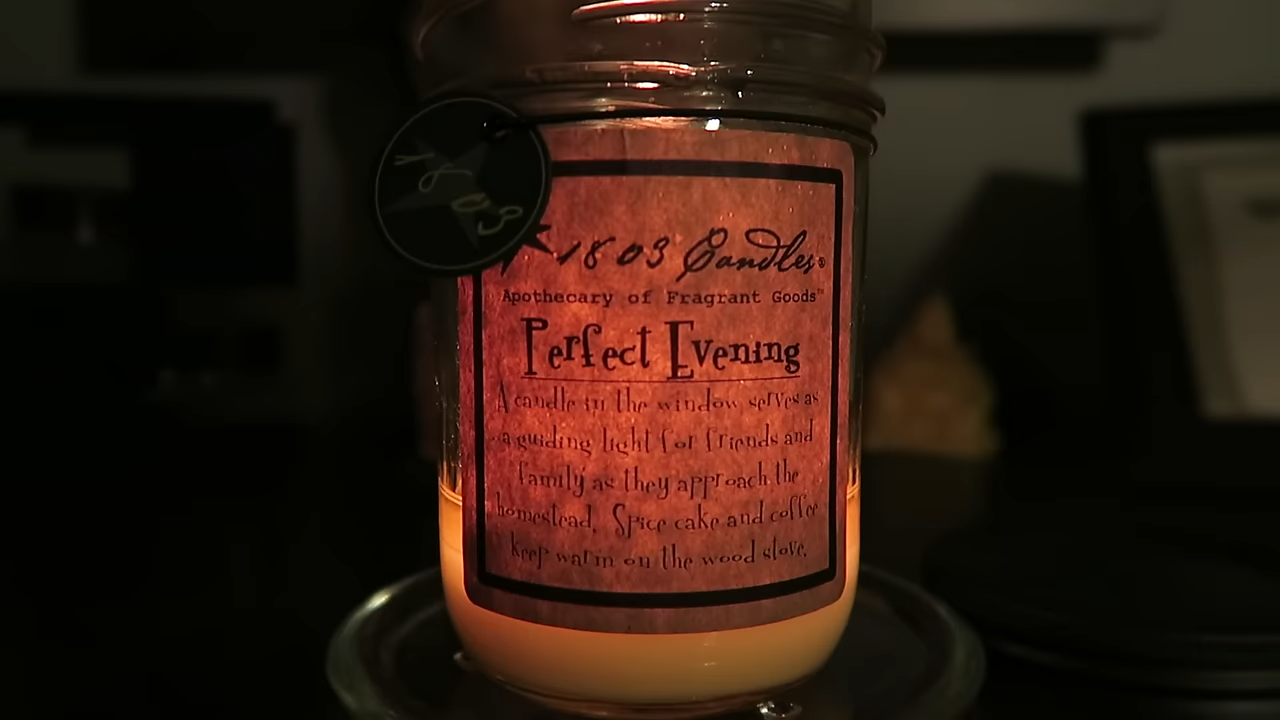 1803
1803 Candles®
Apothecary of Fragrant Goods™
Perfect Evening
A candle in the window serves as
a guiding light for friends and
family as they approach the
homestead. Spice cake and coffee
keep warm on the wood stove.